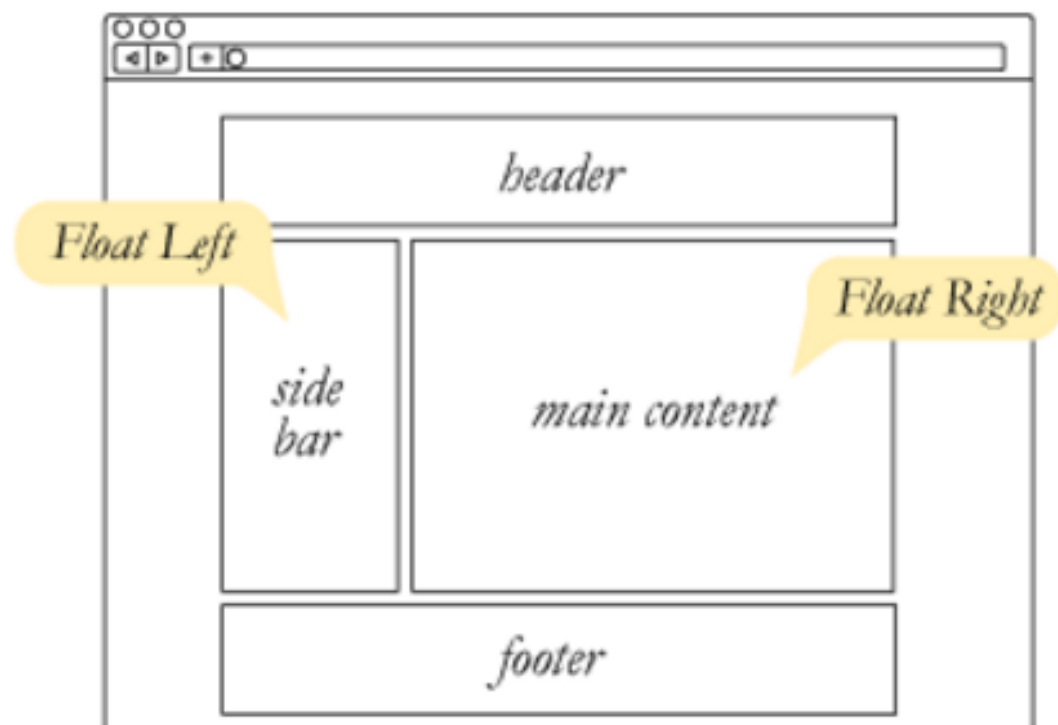 header
Float Left
Float Right
side
bar
main content
footer